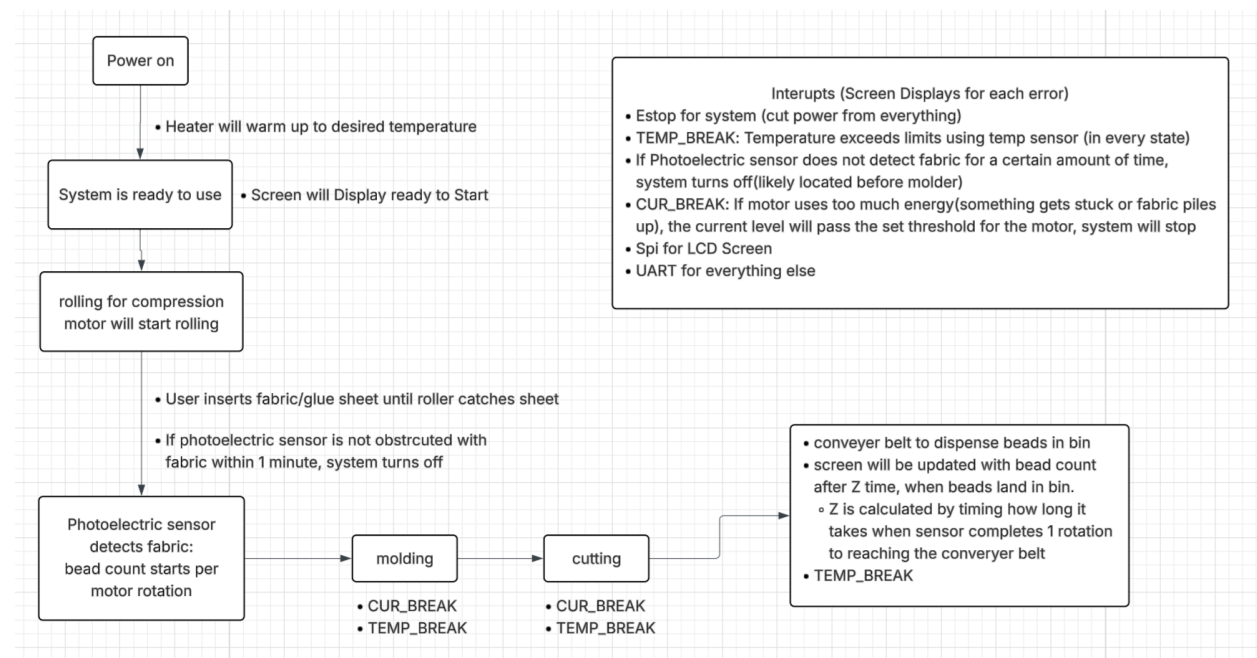 Power on
• Heater will warm up to desired temperature
System is ready to use
• Screen will Display ready to Start
rolling for compression
motor will start rolling
• User inserts fabric/glue sheet until roller catches sheet
• If photoelectric sensor is not obstrcuted with
fabric within 1 minute, system turns off
Photoelectric sensor
detects fabric:
bead count starts per
motor rotation
molding
• CUR_BREAK
• TEMP_BREAK
cutting
• CUR_BREAK
• TEMP_BREAK
• conveyer belt to dispense beads in bin
• screen will be updated with bead count
after Z time, when beads land in bin.
◦ Z is calculated by timing how long it
takes when sensor completes 1 rotation
to reaching the converyer belt
• TEMP_BREAK
Interupts (Screen Displays for each error)
• Estop for system (cut power from everything)
• TEMP_BREAK: Temperature exceeds limits using temp sensor (in every state)
• If Photoelectric sensor does not detect fabric for a certain amount of time,
system turns off(likely located before molder)
• CUR_BREAK: If motor uses too much energy(something gets stuck or fabric piles
up), the current level will pass the set threshold for the motor, system will stop
• Spi for LCD Screen
• UART for everything else